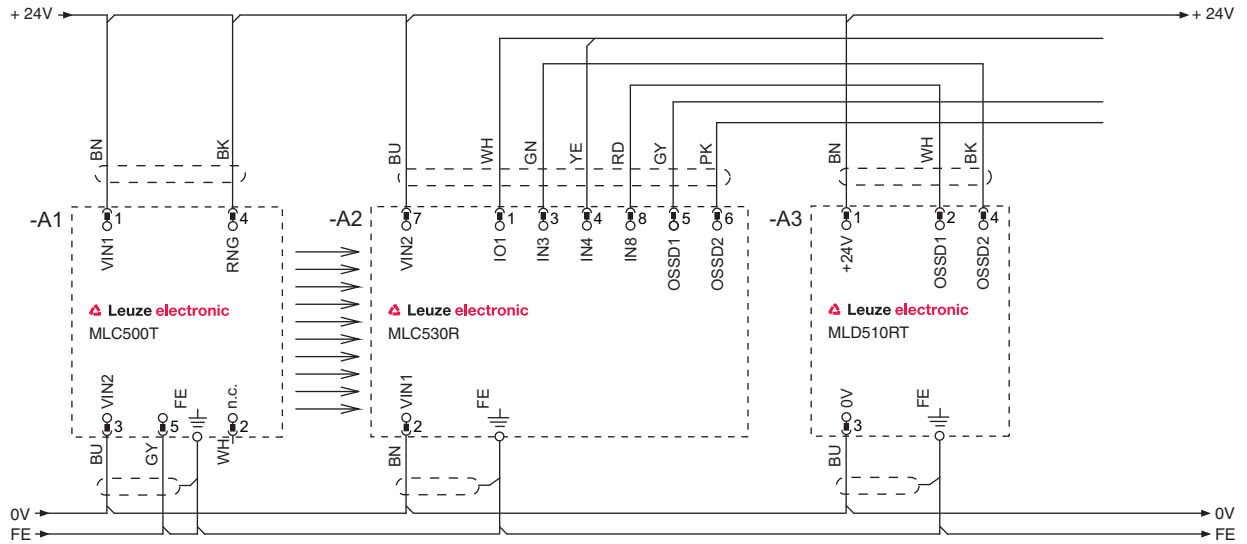 + 24V
+ 24V
BN
BK
BU
WH
GN
YE
RD
GY
PK
BN
WH
BK
-A1
1
4
-A2
7
1
3
4
8
5
6
-A3
1
2
4
VIN1
RNG
VIN2
IO1
IN3
IN4
IN8
OSSD1
OSSD2
+24V
OSSD1
OSSD2
Leuze electronic
MLC500T
Leuze electronic
MLC530R
Leuze electronic
MLD510RT
VIN2
FE
n.c.
VIN1
FE
0V
FE
3
5
2
2
3
BU
GY
WH
BN
BU
0V
0V
FE
FE